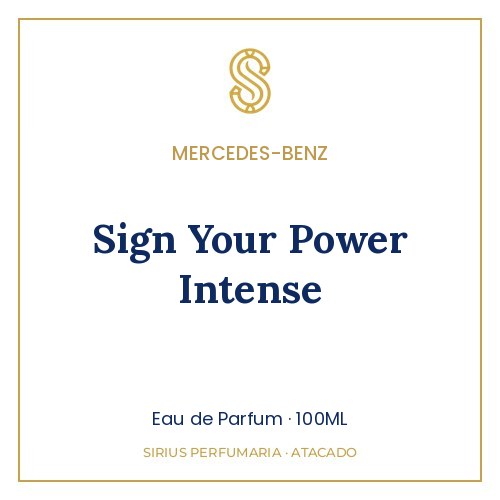 MERCEDES-BENZ
Sign Your Power
Intense
Eau de Parfum · 100ML
SIRIUS PERFUMARIA · ATACADO